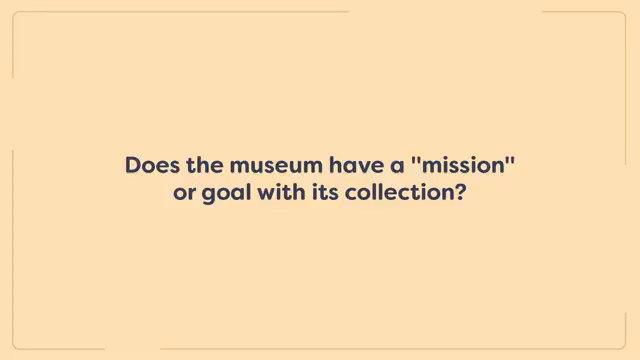 Does the museum have a "mission"
or goal with its collection?